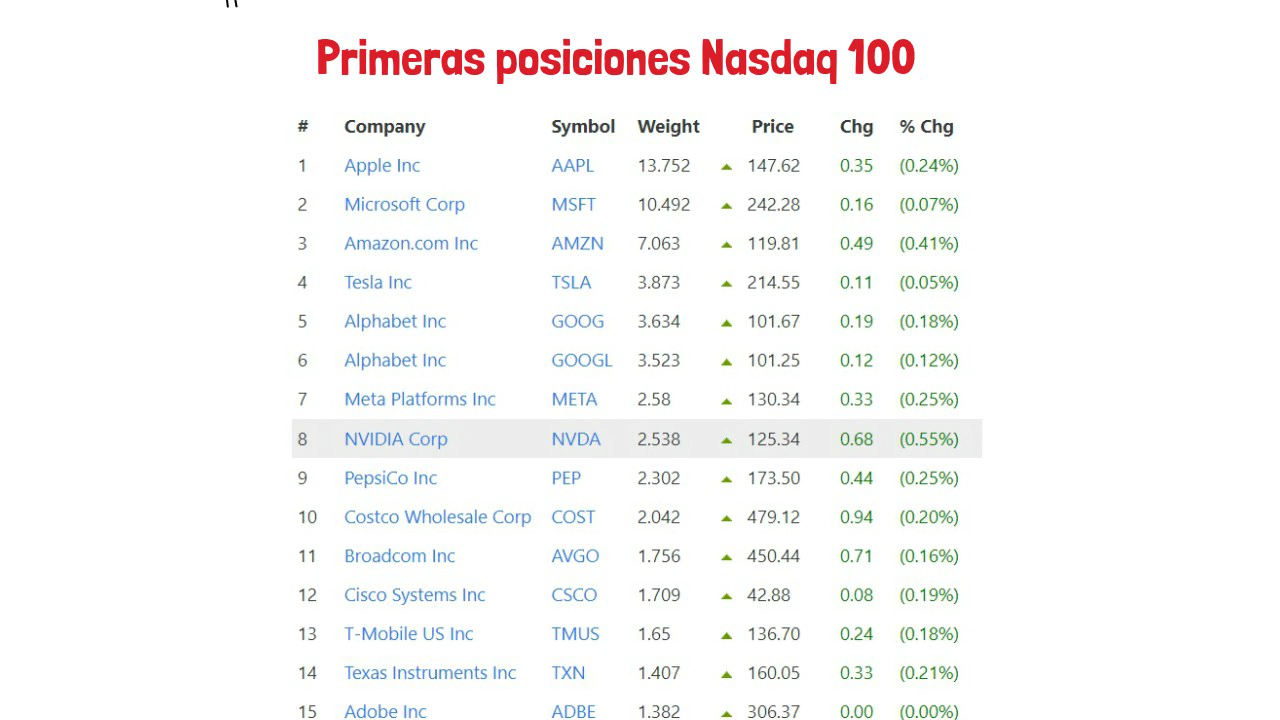 Primeras posiciones Nasdaq 100
# Company Symbol Weight Price Chg % Chg
1 Apple Inc AAPL 13.752 147.62 0.35 (0.24%)
2 Microsoft Corp MSFT 10.492 242.28 0.16 (0.07%)
3 Amazon.com Inc AMZN 7.063 119.81 0.49 (0.41%)
4 Tesla Inc TSLA 3.873 214.55 0.11 (0.05%)
5 Alphabet Inc GOOG 3.634 101.67 0.19 (0.18%)
6 Alphabet Inc GOOGL 3.523 101.25 0.12 (0.12%)
7 Meta Platforms Inc META 2.58 130.34 0.33 (0.25%)
8 NVIDIA Corp NVDA 2.538 125.34 0.68 (0.55%)
9 PepsiCo Inc PEP 2.302 173.50 0.44 (0.25%)
10 Costco Wholesale Corp COST 2.042 479.12 0.94 (0.20%)
11 Broadcom Inc AVGO 1.756 450.44 0.71 (0.16%)
12 Cisco Systems Inc CSCO 1.709 42.88 0.08 (0.19%)
13 T-Mobile US Inc TMUS 1.65 136.70 0.24 (0.18%)
14 Texas Instruments Inc TXN 1.407 160.05 0.33 (0.21%)
15 Adobe Inc ADBE 1.382 306.37 0.00 (0.00%)